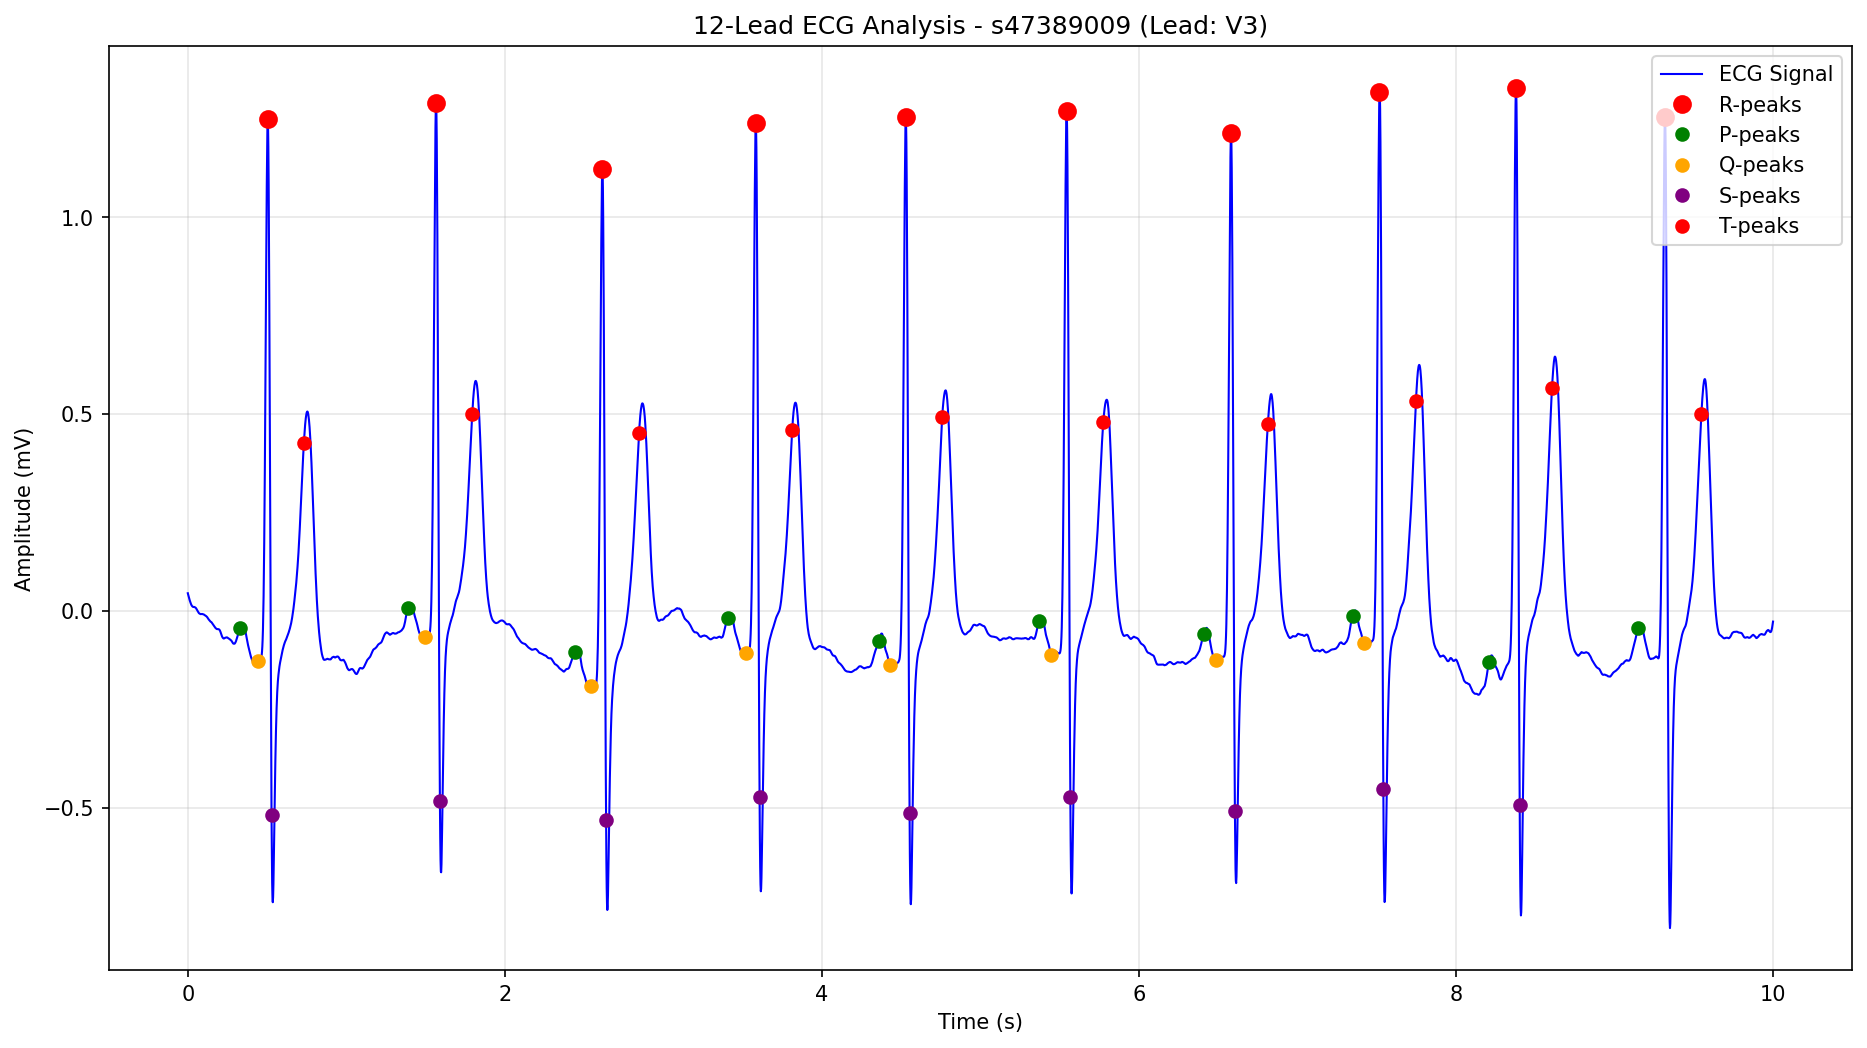 12-Lead ECG Analysis - s47389009 (Lead: V3)
ECG Signal
R-peaks
P-peaks
Q-peaks
S-peaks
T-peaks
Amplitude (mV)
1.0
0.5
0.0
−0.5
0 2 4 6 8 10
Time (s)